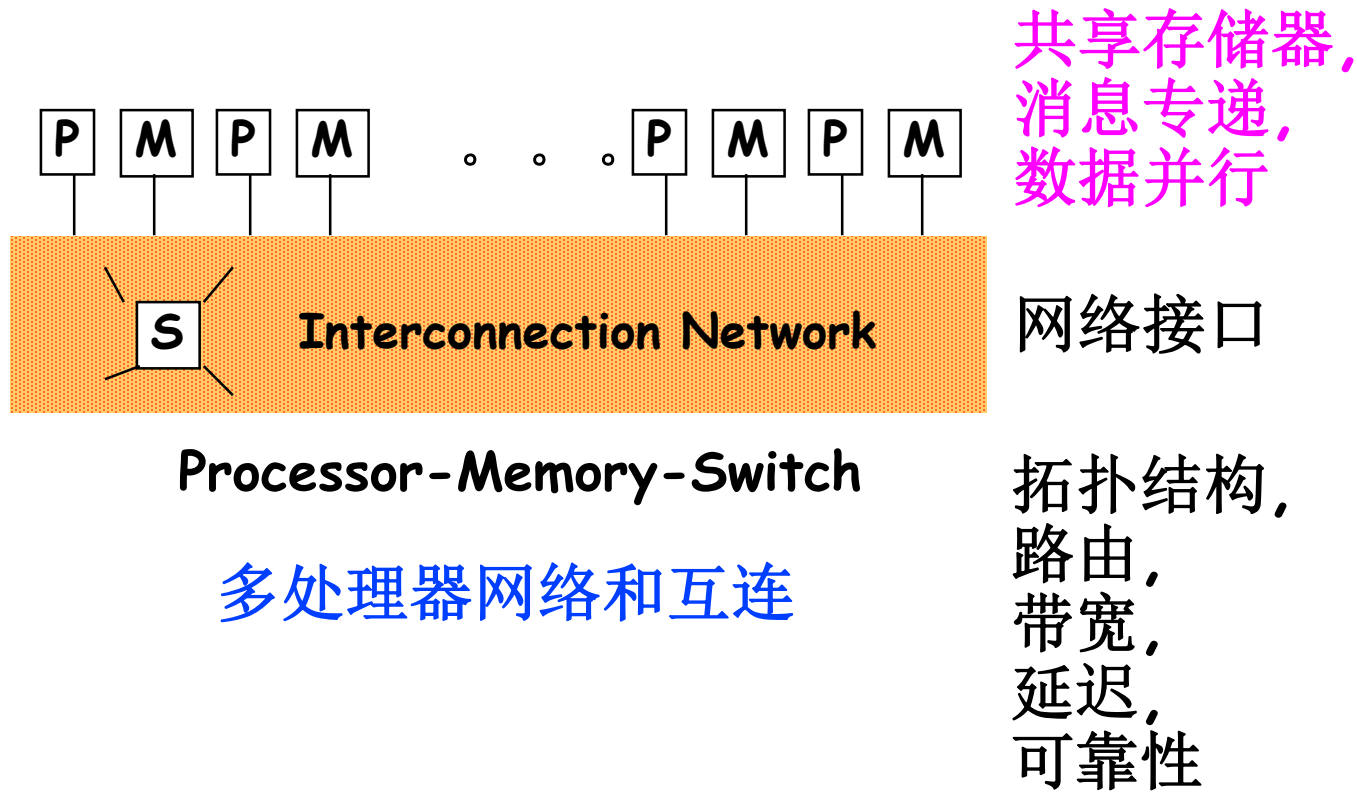 共享存储器,
消息专递,
数据并行
P M P M 。 。 。 P M P M
S Interconnection Network
网络接口
Processor-Memory-Switch
多处理器网络和互连
拓扑结构,
路由,
带宽,
延迟,
可靠性